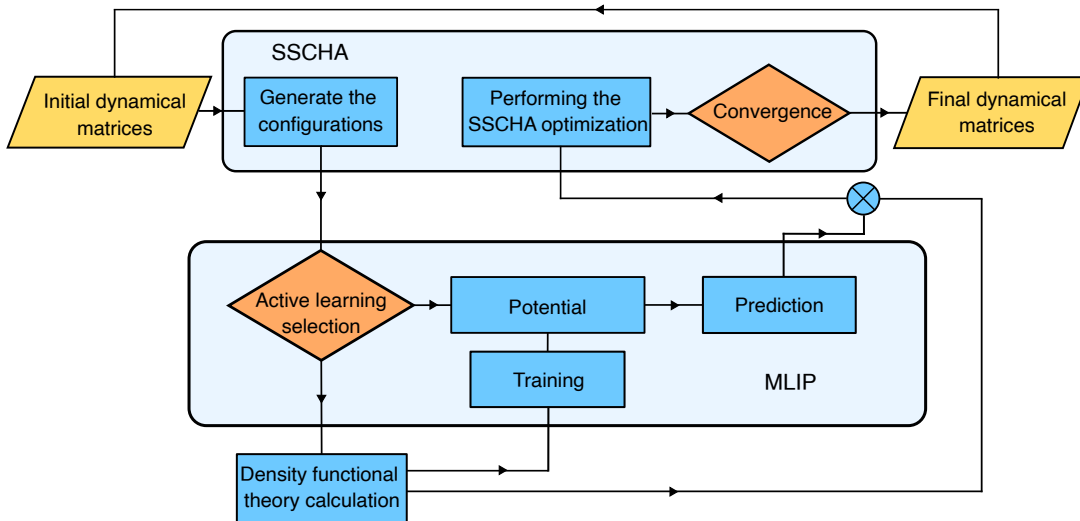 SSCHA
Initial dynamical
matrices
Generate the
configurations
Performing the
SSCHA optimization
Convergence
Final dynamical
matrices
Active learning
selection
Potential
Prediction
Training
MLIP
Density functional
theory calculation